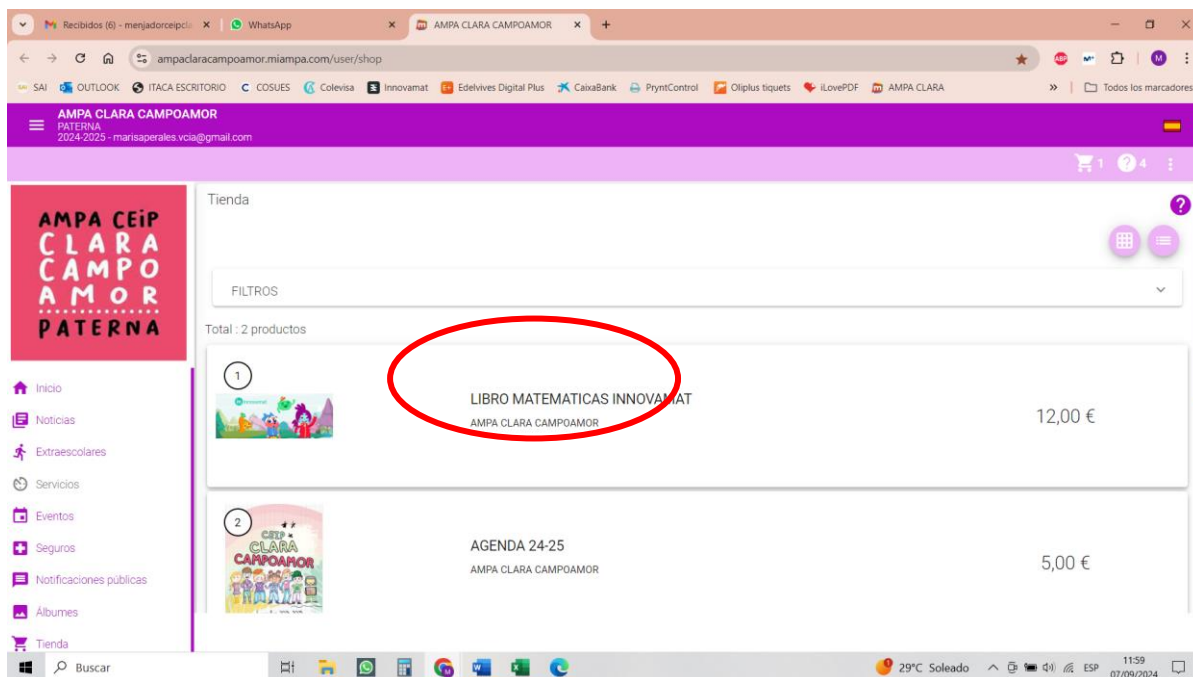 Recibidos (6) - menjadorceipcla
WhatsApp
AMPA CLARA CAMPOAMOR
ampaclaracampoamor.miampa.com/user/shop
ABP
M
SAI
OUTLOOK
ITACA ESCRITORIO
COSUES
Colevisa
Innovamat
Edelvives Digital Plus
CaixaBank
PryntControl
Oliplus tiquets
iLovePDF
AMPA CLARA
Todos los marcadores
AMPA CLARA CAMPOAMOR
PATERNA
2024-2025 - marisaperales.vcia@gmail.com
1
4
AMPA CEiP
CLARA
CAMPO
AMOR
PATERNA
Inicio
Noticias
Extraescolares
Servicios
Eventos
Seguros
Notificaciones públicas
Álbumes
Tienda
Tienda
FILTROS
Total : 2 productos
1
LIBRO MATEMATICAS INNOVAMAT
AMPA CLARA CAMPOAMOR
12,00 €
2
CEIP
CLARA
CAMPOAMOR
AGENDA 24-25
AMPA CLARA CAMPOAMOR
5,00 €
Buscar
29°C Soleado
ESP
11:59
07/09/2024